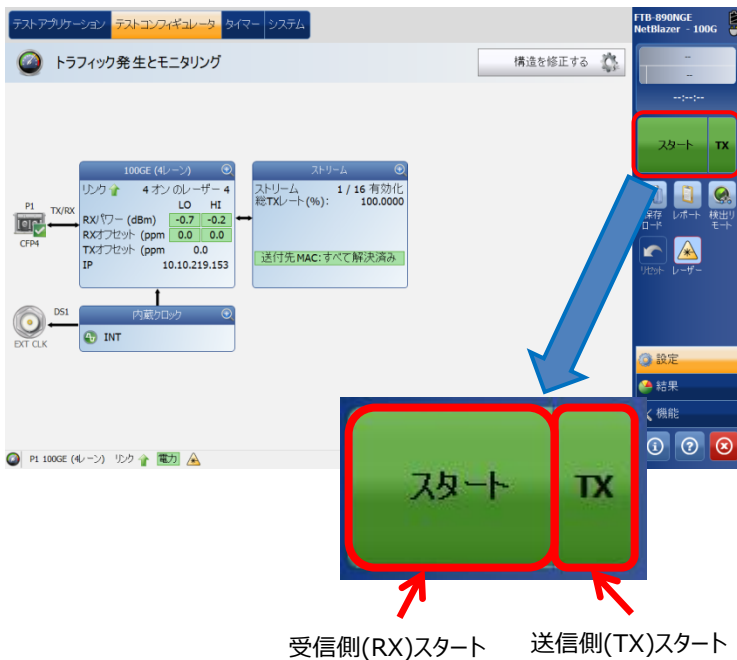 テストアプリケーション テストコンフィギュレータ タイマー システム
FTB-890NGE
NetBlazer - 100G
トラフィック発生とモニタリング
構造を修正する
--
--
--:--:--
スタート TX
100GE (4レーン)
リンク 4 オン のレーザー 4
LO HI
RXパワー (dBm) -0.7 -0.2
RXオフセット (ppm 0.0 0.0
TXオフセット (ppm 0.0
IP 10.10.219.153
ストリーム
ストリーム 1 / 16 有効化
総TXレート(%): 100.0000
送付先 MAC: すべて解決済み
P1
TX/RX
CFP4
DS1
EXT CLK
内蔵クロック
INT
レポート
検出リ
モード
リセット レーザー
設定
結果
機能
P1 100GE (4レーン) リンク 電力
スタート TX
受信側(RX)スタート
送信側(TX)スタート